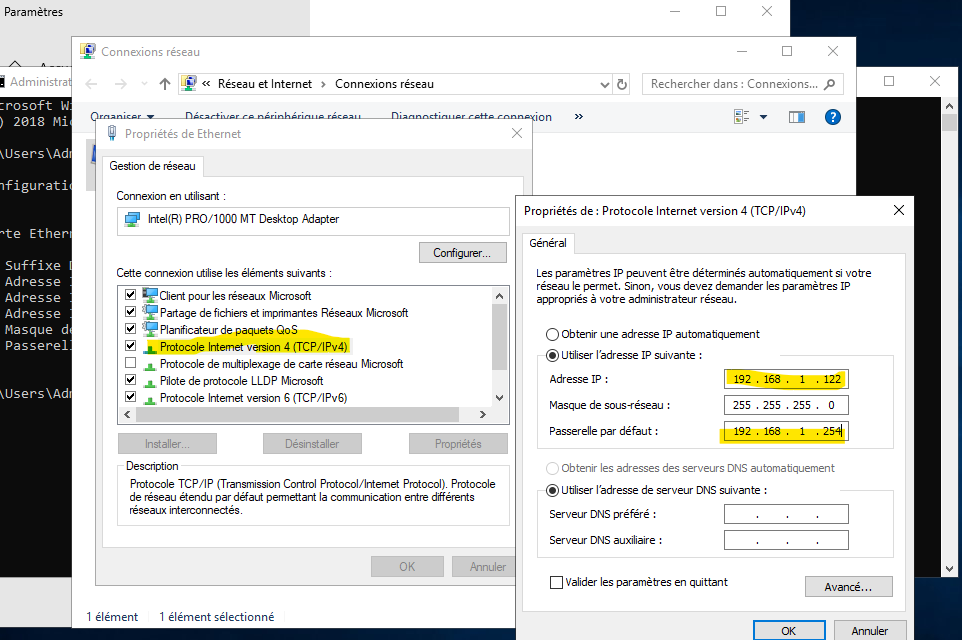 Paramètres
Connexions réseau
Administrat
« Réseau et Internet › Connexions réseau
Rechercher dans : Connexions...
crosoft Wi
) 2018 Mic
\Users\Adm
nfiguratio
rte Ethern
Suffixe D
Adresse I
Adresse I
Adresse I
Masque de
Passerell
\Users\Adm
Organiser
Désactiver ce périphérique réseau
Diagnostiquer cette connexion
»
Propriétés de Ethernet
Gestion de réseau
Connexion en utilisant :
Intel(R) PRO/1000 MT Desktop Adapter
Configurer...
Cette connexion utilise les éléments suivants :
Client pour les réseaux Microsoft
Partage de fichiers et imprimantes Réseaux Microsoft
Planificateur de paquets QoS
Protocole Internet version 4 (TCP/IPv4)
Protocole de multiplexage de carte réseau Microsoft
Pilote de protocole LLDP Microsoft
Protocole Internet version 6 (TCP/IPv6)
Installer...
Désinstaller
Propriétés
Description
Protocole TCP/IP (Transmission Control Protocol/Internet Protocol). Protocole
de réseau étendu par défaut permettant la communication entre différents
réseaux interconnectés.
OK
Annuler
1 élément
1 élément sélectionné
Propriétés de : Protocole Internet version 4 (TCP/IPv4)
Général
Les paramètres IP peuvent être déterminés automatiquement si votre
réseau le permet. Sinon, vous devez demander les paramètres IP
appropriés à votre administrateur réseau.
Obtenir une adresse IP automatiquement
Utiliser l'adresse IP suivante :
Adresse IP :
192 . 168 . 1 . 122
Masque de sous-réseau :
255 . 255 . 255 . 0
Passerelle par défaut :
192 . 168 . 1 . 254
Obtenir les adresses des serveurs DNS automatiquement
Utiliser l'adresse de serveur DNS suivante :
Serveur DNS préféré :
. . .
Serveur DNS auxiliaire :
. . .
Valider les paramètres en quittant
Avancé...
OK
Annuler